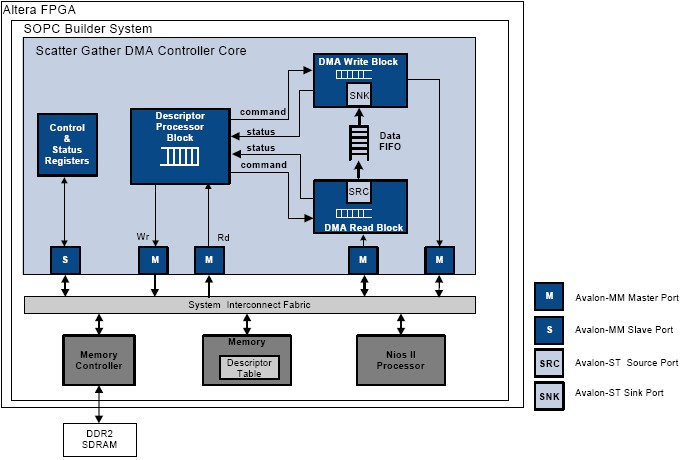 Altera FPGA
SOPC Builder System
Scatter Gather DMA Controller Core
DMA Write Block
SNK
Descriptor
Processor
Block
command
status
status
command
Data
FIFO
Control
&
Status
Registers
SRC
DMA Read Block
Wr
Rd
S
M
M
M
M
System Interconnect Fabric
Memory
Controller
Memory
Descriptor
Table
Nios II
Processor
DDR2
SDRAM
M
Avalon-MM Master Port
S
Avalon-MM Slave Port
SRC
Avalon-ST Source Port
SNK
Avalon-ST Sink Port